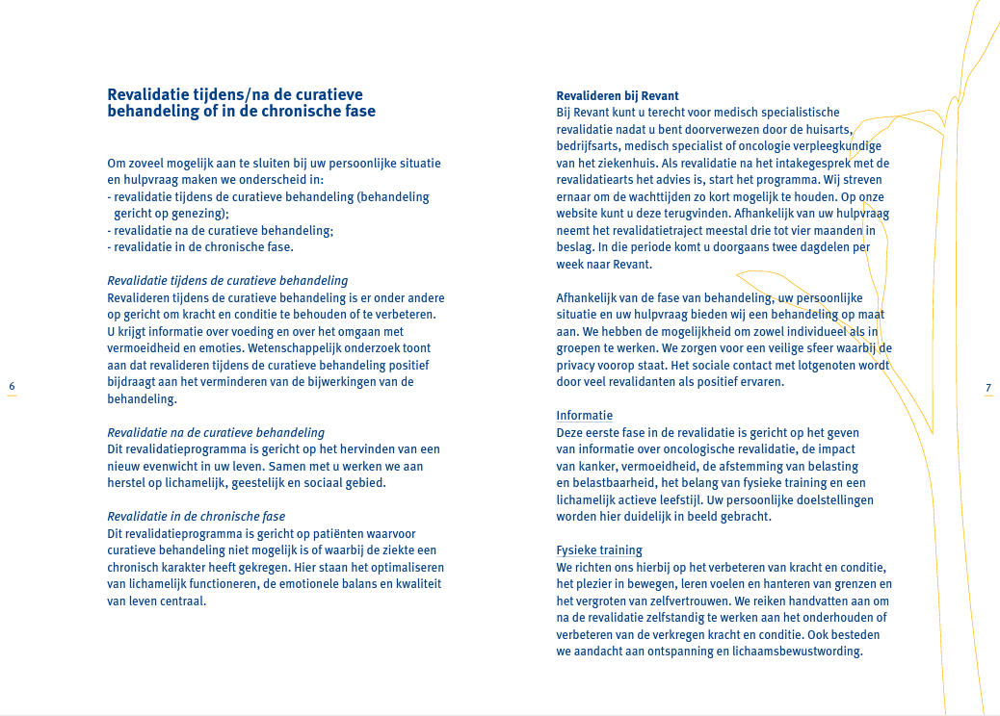 Revalidatie tijdens/na de curatieve
behandeling of in de chronische fase
Om zoveel mogelijk aan te sluiten bij uw persoonlijke situatie
en hulpvraag maken we onderscheid in:
- revalidatie tijdens de curatieve behandeling (behandeling
gericht op genezing);
- revalidatie na de curatieve behandeling;
- revalidatie in de chronische fase.
Revalidatie tijdens de curatieve behandeling
Revalideren tijdens de curatieve behandeling is er onder andere
op gericht om kracht en conditie te behouden of te verbeteren.
U krijgt informatie over voeding en over het omgaan met
vermoeidheid en emoties. Wetenschappelijk onderzoek toont
aan dat revalideren tijdens de curatieve behandeling positief
bijdraagt aan het verminderen van de bijwerkingen van de
behandeling.
Revalidatie na de curatieve behandeling
Dit revalidatieprogramma is gericht op het hervinden van een
nieuw evenwicht in uw leven. Samen met u werken we aan
herstel op lichamelijk, geestelijk en sociaal gebied.
Revalidatie in de chronische fase
Dit revalidatieprogramma is gericht op patiënten waarvoor
curatieve behandeling niet mogelijk is of waarbij de ziekte een
chronisch karakter heeft gekregen. Hier staan het optimaliseren
van lichamelijk functioneren, de emotionele balans en kwaliteit
van leven centraal.
6
Revalideren bij Revant
Bij Revant kunt u terecht voor medisch specialistische
revalidatie nadat u bent doorverwezen door de huisarts,
bedrijfsarts, medisch specialist of oncologie verpleegkundige
van het ziekenhuis. Als revalidatie na het intakegesprek met de
revalidatiearts het advies is, start het programma. Wij streven
ernaar om de wachttijden zo kort mogelijk te houden. Op onze
website kunt u deze terugvinden. Afhankelijk van uw hulpvraag
neemt het revalidatietraject meestal drie tot vier maanden in
beslag. In die periode komt u doorgaans twee dagdelen per
week naar Revant.
Afhankelijk van de fase van behandeling, uw persoonlijke
situatie en uw hulpvraag bieden wij een behandeling op maat
aan. We hebben de mogelijkheid om zowel individueel als in
groepen te werken. We zorgen voor een veilige sfeer waarbij de
privacy voorop staat. Het sociale contact met lotgenoten wordt
door veel revalidanten als positief ervaren.
Informatie
Deze eerste fase in de revalidatie is gericht op het geven
van informatie over oncologische revalidatie, de impact
van kanker, vermoeidheid, de afstemming van belasting
en belastbaarheid, het belang van fysieke training en een
lichamelijk actieve leefstijl. Uw persoonlijke doelstellingen
worden hier duidelijk in beeld gebracht.
Fysieke training
We richten ons hierbij op het verbeteren van kracht en conditie,
het plezier in bewegen, leren voelen en hanteren van grenzen en
het vergroten van zelfvertrouwen. We reiken handvatten aan om
na de revalidatie zelfstandig te werken aan het onderhouden of
verbeteren van de verkregen kracht en conditie. Ook besteden
we aandacht aan ontspanning en lichaamsbewustwording.
7